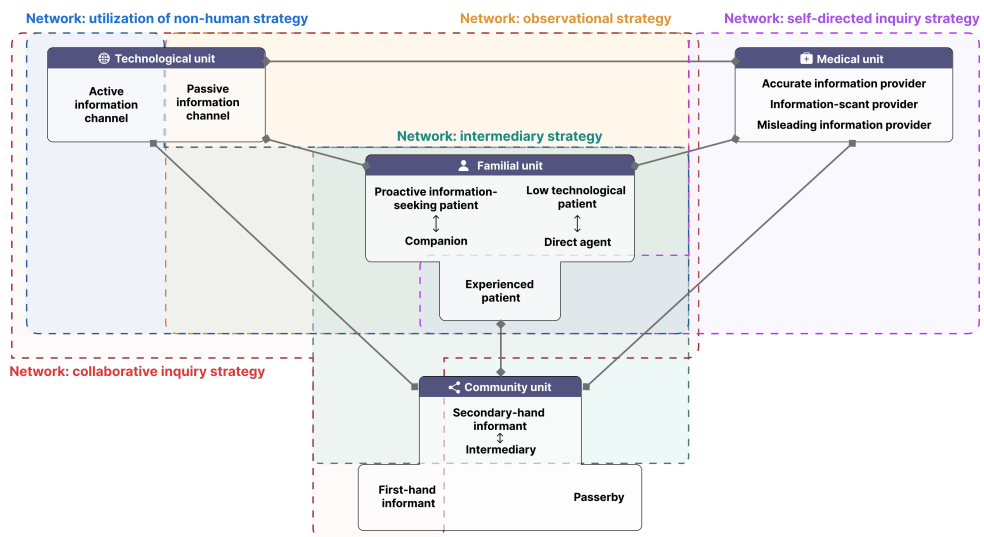 Network: utilization of non-human strategy
Network: observational strategy
Network: self-directed inquiry strategy
Technological unit
Medical unit
Active
information
channel
Passive
information
channel
Accurate information provider
Information-scant provider
Misleading information provider
Network: intermediary strategy
Familial unit
Proactive information-
seeking patient
Companion
Low technological
patient
Direct agent
Experienced
patient
Network: collaborative inquiry strategy
Community unit
Secondary-hand
informant
Intermediary
First-hand
informant
Passerby